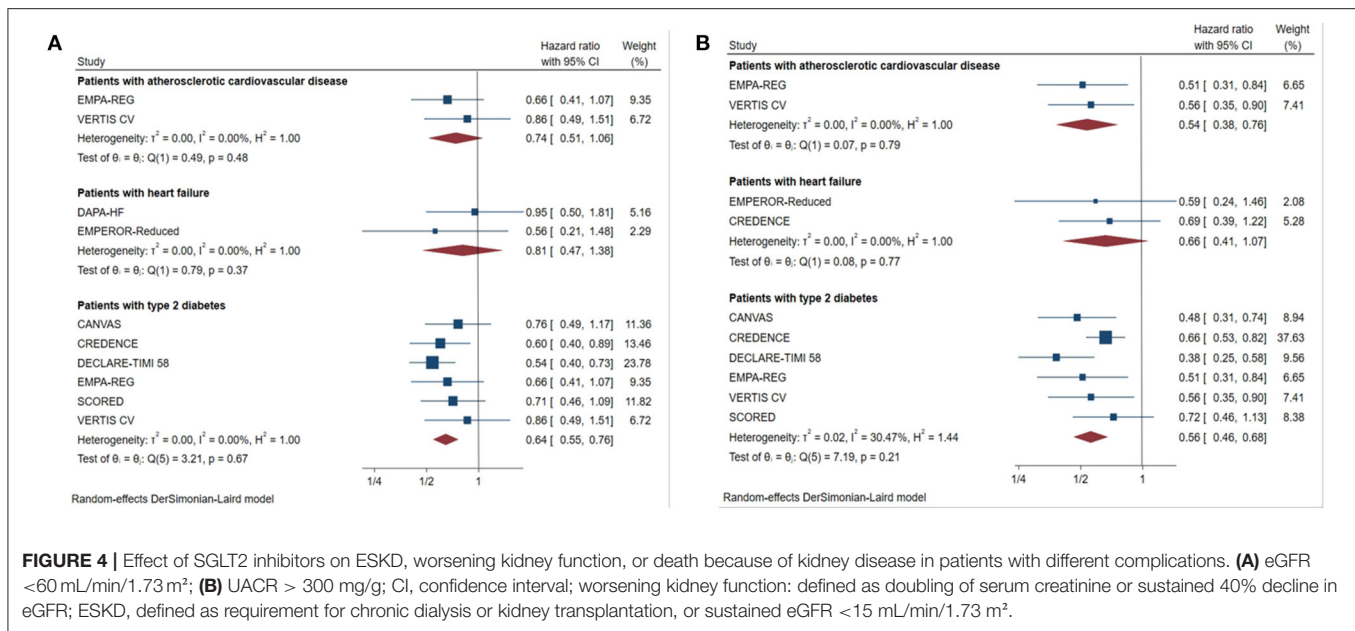 A
Hazard ratio Weight
Study with 95% CI (%)
Patients with atherosclerotic cardiovascular disease
EMPA-REG 0.66 [ 0.41, 1.07] 9.35
VERTIS CV 0.86 [ 0.49, 1.51] 6.72
Heterogeneity: τ² = 0.00, I² = 0.00%, H² = 1.00 0.74 [ 0.51, 1.06]
Test of θᵢ = θⱼ: Q(1) = 0.49, p = 0.48
Patients with heart failure
DAPA-HF 0.95 [ 0.50, 1.81] 5.16
EMPEROR-Reduced 0.56 [ 0.21, 1.48] 2.29
Heterogeneity: τ² = 0.00, I² = 0.00%, H² = 1.00 0.81 [ 0.47, 1.38]
Test of θᵢ = θⱼ: Q(1) = 0.79, p = 0.37
Patients with type 2 diabetes
CANVAS 0.76 [ 0.49, 1.17] 11.36
CREDENCE 0.60 [ 0.40, 0.89] 13.46
DECLARE-TIMI 58 0.54 [ 0.40, 0.73] 23.78
EMPA-REG 0.66 [ 0.41, 1.07] 9.35
SCORED 0.71 [ 0.46, 1.09] 11.82
VERTIS CV 0.86 [ 0.49, 1.51] 6.72
Heterogeneity: τ² = 0.00, I² = 0.00%, H² = 1.00 0.64 [ 0.55, 0.76]
Test of θᵢ = θⱼ: Q(5) = 3.21, p = 0.67
1/4 1/2 1
Random-effects DerSimonian-Laird model
B
Hazard ratio Weight
Study with 95% CI (%)
Patients with atherosclerotic cardiovascular disease
EMPA-REG 0.51 [ 0.31, 0.84] 6.65
VERTIS CV 0.56 [ 0.35, 0.90] 7.41
Heterogeneity: τ² = 0.00, I² = 0.00%, H² = 1.00 0.54 [ 0.38, 0.76]
Test of θᵢ = θⱼ: Q(1) = 0.07, p = 0.79
Patients with heart failure
EMPEROR-Reduced 0.59 [ 0.24, 1.46] 2.08
CREDENCE 0.69 [ 0.39, 1.22] 5.28
Heterogeneity: τ² = 0.00, I² = 0.00%, H² = 1.00 0.66 [ 0.41, 1.07]
Test of θᵢ = θⱼ: Q(1) = 0.08, p = 0.77
Patients with type 2 diabetes
CANVAS 0.48 [ 0.31, 0.74] 8.94
CREDENCE 0.66 [ 0.53, 0.82] 37.63
DECLARE-TIMI 58 0.38 [ 0.25, 0.58] 9.56
EMPA-REG 0.51 [ 0.31, 0.84] 6.65
VERTIS CV 0.56 [ 0.35, 0.90] 7.41
SCORED 0.72 [ 0.46, 1.13] 8.38
Heterogeneity: τ² = 0.02, I² = 30.47%, H² = 1.44 0.56 [ 0.46, 0.68]
Test of θᵢ = θⱼ: Q(5) = 7.19, p = 0.21
1/4 1/2 1
Random-effects DerSimonian-Laird model
FIGURE 4 | Effect of SGLT2 inhibitors on ESKD, worsening kidney function, or death because of kidney disease in patients with different complications. (A) eGFR
<60 mL/min/1.73 m²; (B) UACR > 300 mg/g; CI, confidence interval; worsening kidney function: defined as doubling of serum creatinine or sustained 40% decline in
eGFR; ESKD, defined as requirement for chronic dialysis or kidney transplantation, or sustained eGFR <15 mL/min/1.73 m².